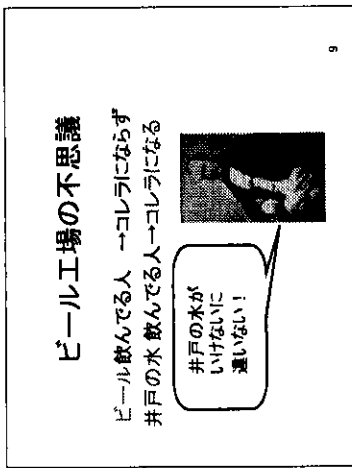 ビール工場の不思議
ビール飲んでる人 →コレラにならず
井戸の水 飲んでる人→コレラになる
井戸の水が
いけないに
違いない!
9